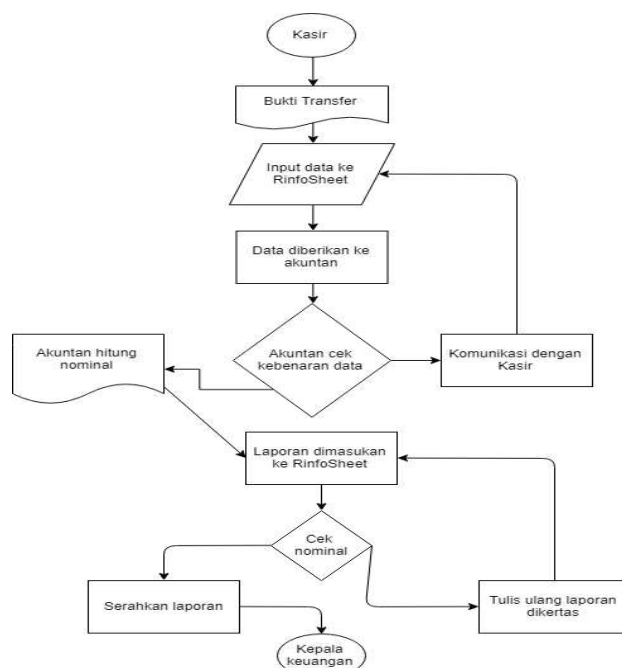 Kasir
Bukti Transfer
Input data ke
RinfoSheet
Data diberikan ke
akuntan
Akuntan cek
kebenaran data
Akuntan hitung
nominal
Komunikasi dengan
Kasir
Laporan dimasukan
ke RinfoSheet
Cek
nominal
Serahkan laporan
Tulis ulang laporan
dikertas
Kepala
keuangan